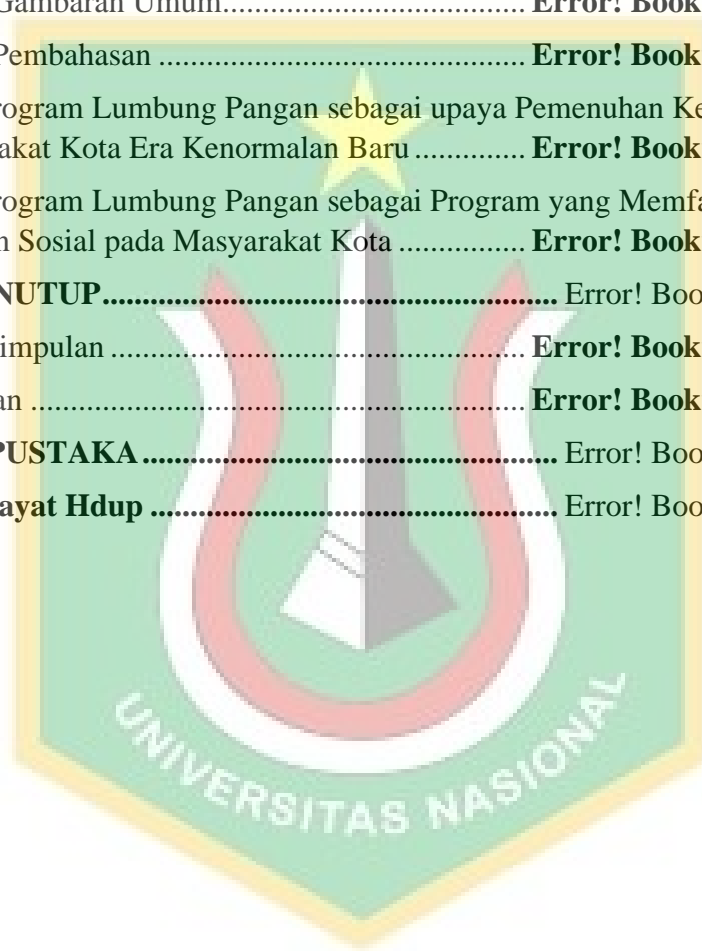 Gambaran Umum...................................... Error! Book
Pembahasan .............................................. Error! Book
rogram Lumbung Pangan sebagai upaya Pemenuhan Ke
akat Kota Era Kenormalan Baru .............. Error! Book
rogram Lumbung Pangan sebagai Program yang Memfa
n Sosial pada Masyarakat Kota ................ Error! Book
NUTUP......................................................... Error! Boo
impulan .................................................... Error! Book
an .............................................................. Error! Book
PUSTAKA.................................................... Error! Boo
ayat Hdup ................................................... Error! Boo
UNIVERSITAS NASIONAL